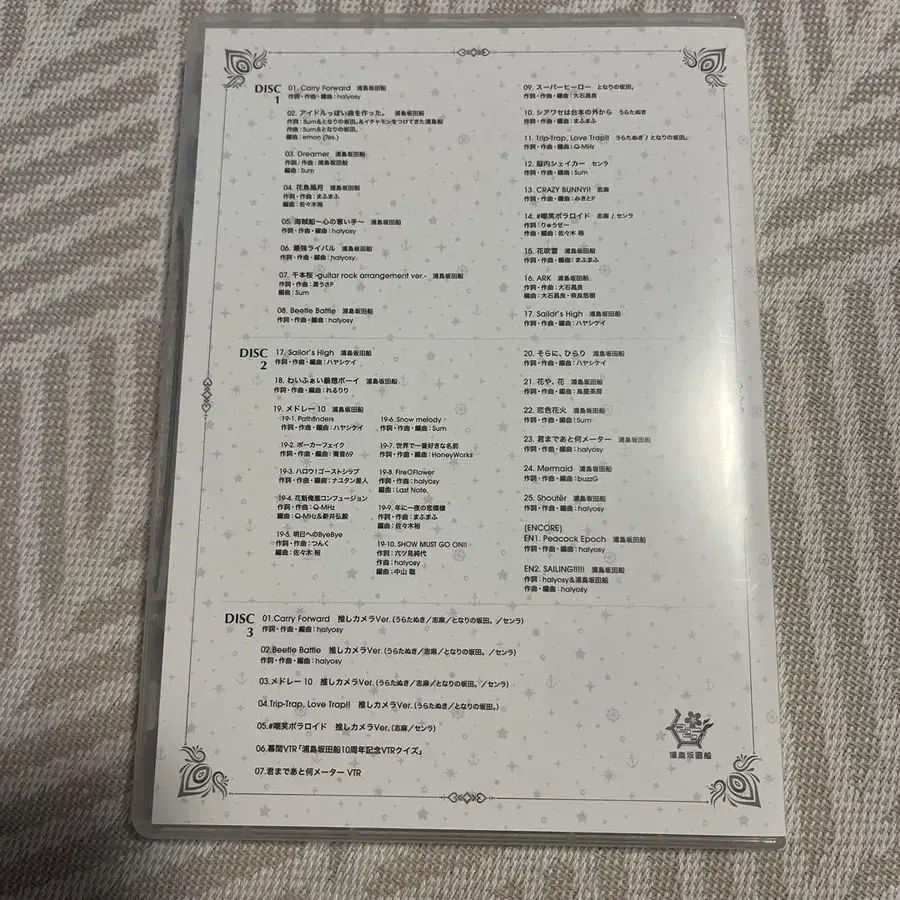 DISC 1
01. Carry Forward 浦島坂田船
作詞・作曲・編曲：halyosy
02. アイドルっぽい曲を作った。 浦島坂田船
作詞：Sum&となりの坂田。&イチャモンをつけてきた浦島船
作曲：Sum&となりの坂田。
編曲：emon (Tes.)
03. Dreamer 浦島坂田船
作詞：作曲：浦島坂田船
編曲：Sum
04. 花鳥風月 浦島坂田船
作詞・作曲：まふまふ
編曲：佐々木裕
05. 海賊船〜心の奪い手〜 浦島坂田船
作詞・作曲・編曲：halyosy
06. 最強ライバル 浦島坂田船
作詞・作曲・編曲：halyosy
07. 千本桜 -guitar rock arrangement ver.- 浦島坂田船
作詞・作曲：黒うさP
編曲：Sum
08. Beetle Battle 浦島坂田船
作詞・作曲・編曲：halyosy
09. スーパーヒーロー となりの坂田。
作詞・作曲・編曲：大石昌良
10. シアワセは台本の外から うらたぬき
作詞・作曲・編曲：まふまふ
11. Trip-Trap, Love Trap!! うらたぬき / となりの坂田。
作詞・作曲・編曲：Q-MHz
12. 脳内シェイカー センラ
作詞・作曲・編曲：Sum
13. CRAZY BUNNY!! 志麻
作詞・作曲・編曲：みきとP
14. #嘲笑ポラロイド 志麻 / センラ
作詞：りゅうせー
作曲・編曲：佐々木 裕
15. 花吹雪 浦島坂田船
作詞・作曲・編曲：まふまふ
16. ARK 浦島坂田船
作詞・作曲：大石昌良
編曲：大石昌良・奈良悠樹
17. Sailor's High 浦島坂田船
作詞・作曲・編曲：ハヤシケイ
DISC 2
17. Sailor's High 浦島坂田船
作詞・作曲・編曲：ハヤシケイ
18. わいふぁい暴想ボーイ 浦島坂田船
作詞・作曲・編曲：れるりり
19. メドレー 10 浦島坂田船
19-1. Pathfinders
作詞・作曲・編曲：ハヤシケイ
19-2. ポーカーフェイク
作詞・作曲・編曲：奏音69
19-3. ハロウ！ゴーストシップ
作詞・作曲・編曲：ナユタン星人
19-4. 花魁俺嵐コンフュージョン
作詞・作曲：Q-MHz
編曲：Q-MHz&新井弘毅
19-5. 明日へのByeBye
作詞・作曲：つんく
編曲：佐々木 裕
19-6. Snow melody
作詞・作曲・編曲：Sum
19-7. 世界で一番好きな名前
作詞・作曲・編曲：HoneyWorks
19-8. Fire◎Flower
作詞・作曲：halyosy
編曲：Last Note.
19-9. 年に一夜の恋模様
作詞・作曲：まふまふ
編曲：佐々木裕
19-10. SHOW MUST GO ON!!
作詞：六ツ見純代
作曲：halyosy
編曲：中山 聡
20. そらに、ひらり 浦島坂田船
作詞・作曲・編曲：ハヤシケイ
21. 花や、花 浦島坂田船
作詞・作曲・編曲：鳥屋茶房
22. 恋色花火 浦島坂田船
作詞・作曲・編曲：Sum
23. 君まであと何メーター 浦島坂田船
作詞・作曲・編曲：halyosy
24. Mermaid 浦島坂田船
作詞・作曲・編曲：buzzG
25. Shoutër 浦島坂田船
作詞・作曲・編曲：halyosy
(ENCORE)
EN1. Peacock Epoch 浦島坂田船
作詞・作曲・編曲：halyosy
EN2. SAILING!!!!! 浦島坂田船
作詞：halyosy&浦島坂田船
作曲・編曲：halyosy
DISC 3
01.Carry Forward 推しカメラVer. (うらたぬき／志麻／となりの坂田。／センラ)
作詞・作曲・編曲：halyosy
02.Beetle Battle 推しカメラVer. (うらたぬき／志麻／となりの坂田。／センラ)
作詞・作曲・編曲：halyosy
03.メドレー 10 推しカメラVer. (うらたぬき／志麻／となりの坂田。／センラ)
04.Trip-Trap, Love Trap!! 推しカメラVer. (うらたぬき／となりの坂田。)
05.#嘲笑ポラロイド 推しカメラVer. (志麻／センラ)
06.幕間VTR「浦島坂田船10周年記念VTRクイズ」
07.君まであと何メーター VTR
浦島坂田船